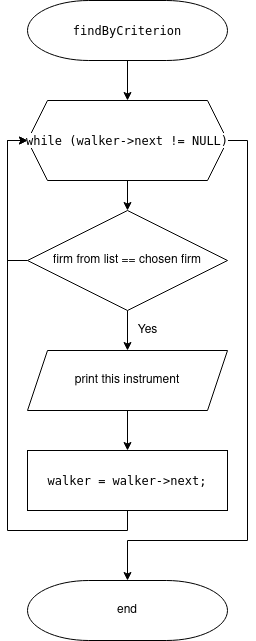 findByCriterion
while (walker->next != NULL)
firm from list == chosen firm
Yes
print this instrument
walker = walker->next;
end